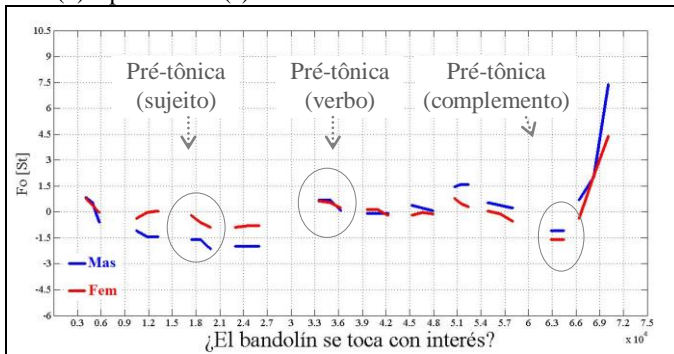 10.5
Pré-tônica
(sujeito)
Pré-tônica
(verbo)
Pré-tônica
(complemento)
7.5
4.5
1.5
0
-1.5
-3
-4.5
-6
Fo [St]
Mas
Fem
0.3 0.6 0.9 1.2 1.5 1.8 2.1 2.4 2.7 3 3.3 3.6 3.9 4.2 4.5 4.8 5.1 5.4 5.7 6 6.3 6.6 6.9 7.2 7.5
x 10⁴
¿El bandolín se toca con interés?